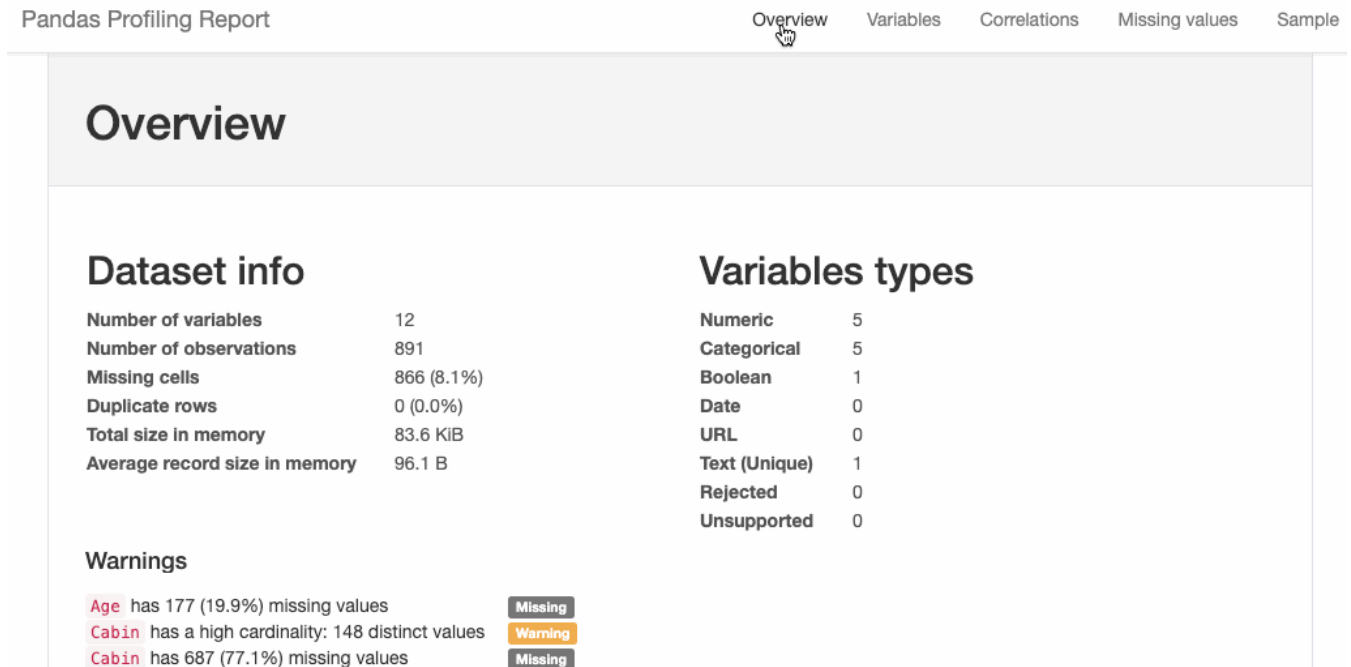 Pandas Profiling Report
Overview Variables Correlations Missing values Sample
Overview
Dataset info
Number of variables 12
Number of observations 891
Missing cells 866 (8.1%)
Duplicate rows 0 (0.0%)
Total size in memory 83.6 KiB
Average record size in memory 96.1 B
Variables types
Numeric 5
Categorical 5
Boolean 1
Date 0
URL 0
Text (Unique) 1
Rejected 0
Unsupported 0
Warnings
Age has 177 (19.9%) missing values Missing
Cabin has a high cardinality: 148 distinct values Warning
Cabin has 687 (77.1%) missing values Missing